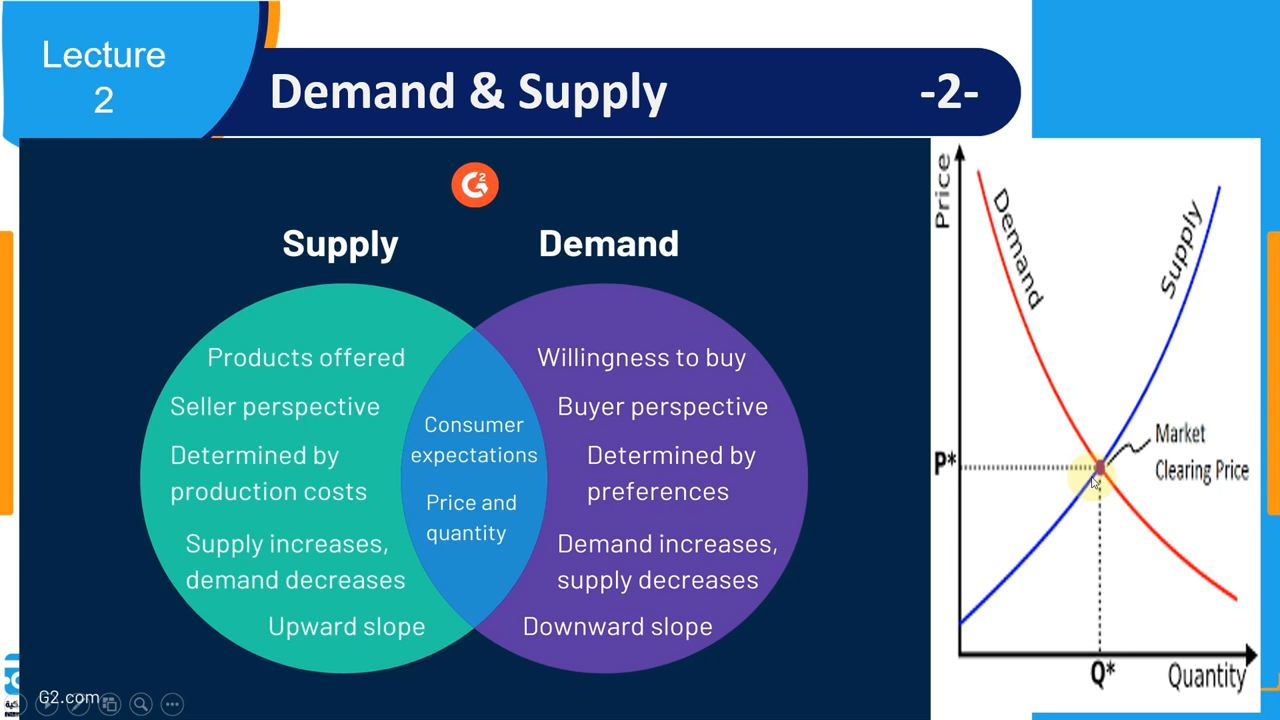 Lecture
2
Demand & Supply
-2-
G2
Supply
Demand
Products offered
Seller perspective
Determined by
production costs
Supply increases,
demand decreases
Upward slope
Consumer
expectations
Price and
quantity
Willingness to buy
Buyer perspective
Determined by
preferences
Demand increases,
supply decreases
Downward slope
G2.com
Price
Demand
Supply
Market
Clearing Price
P*
Q*
Quantity